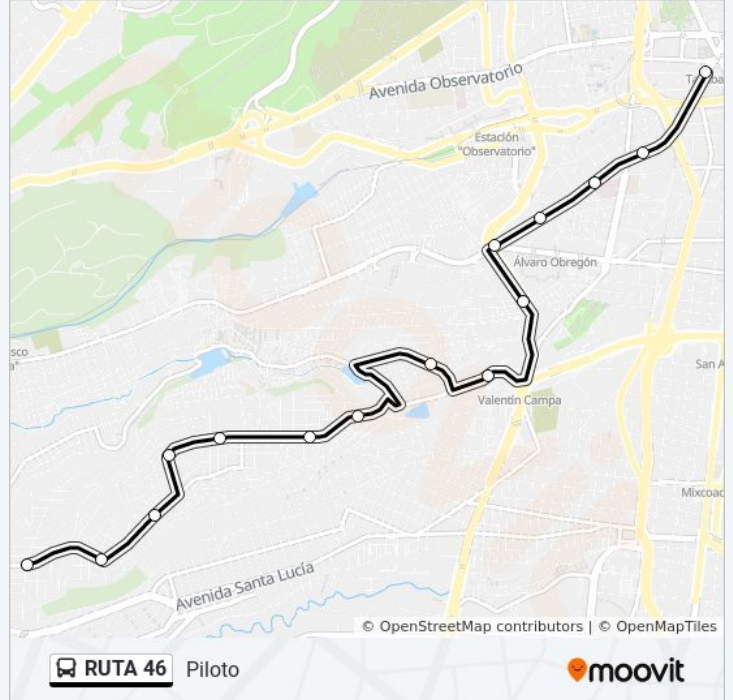 Avenida Observatorio
Estación
"Observatorio"
Álvaro Obregón
sco
a"
San A
Valentín Campa
Mixcoac
Avenida Santa Lucía
© OpenStreetMap contributors | © OpenMapTiles
RUTA 46 Piloto
moovit